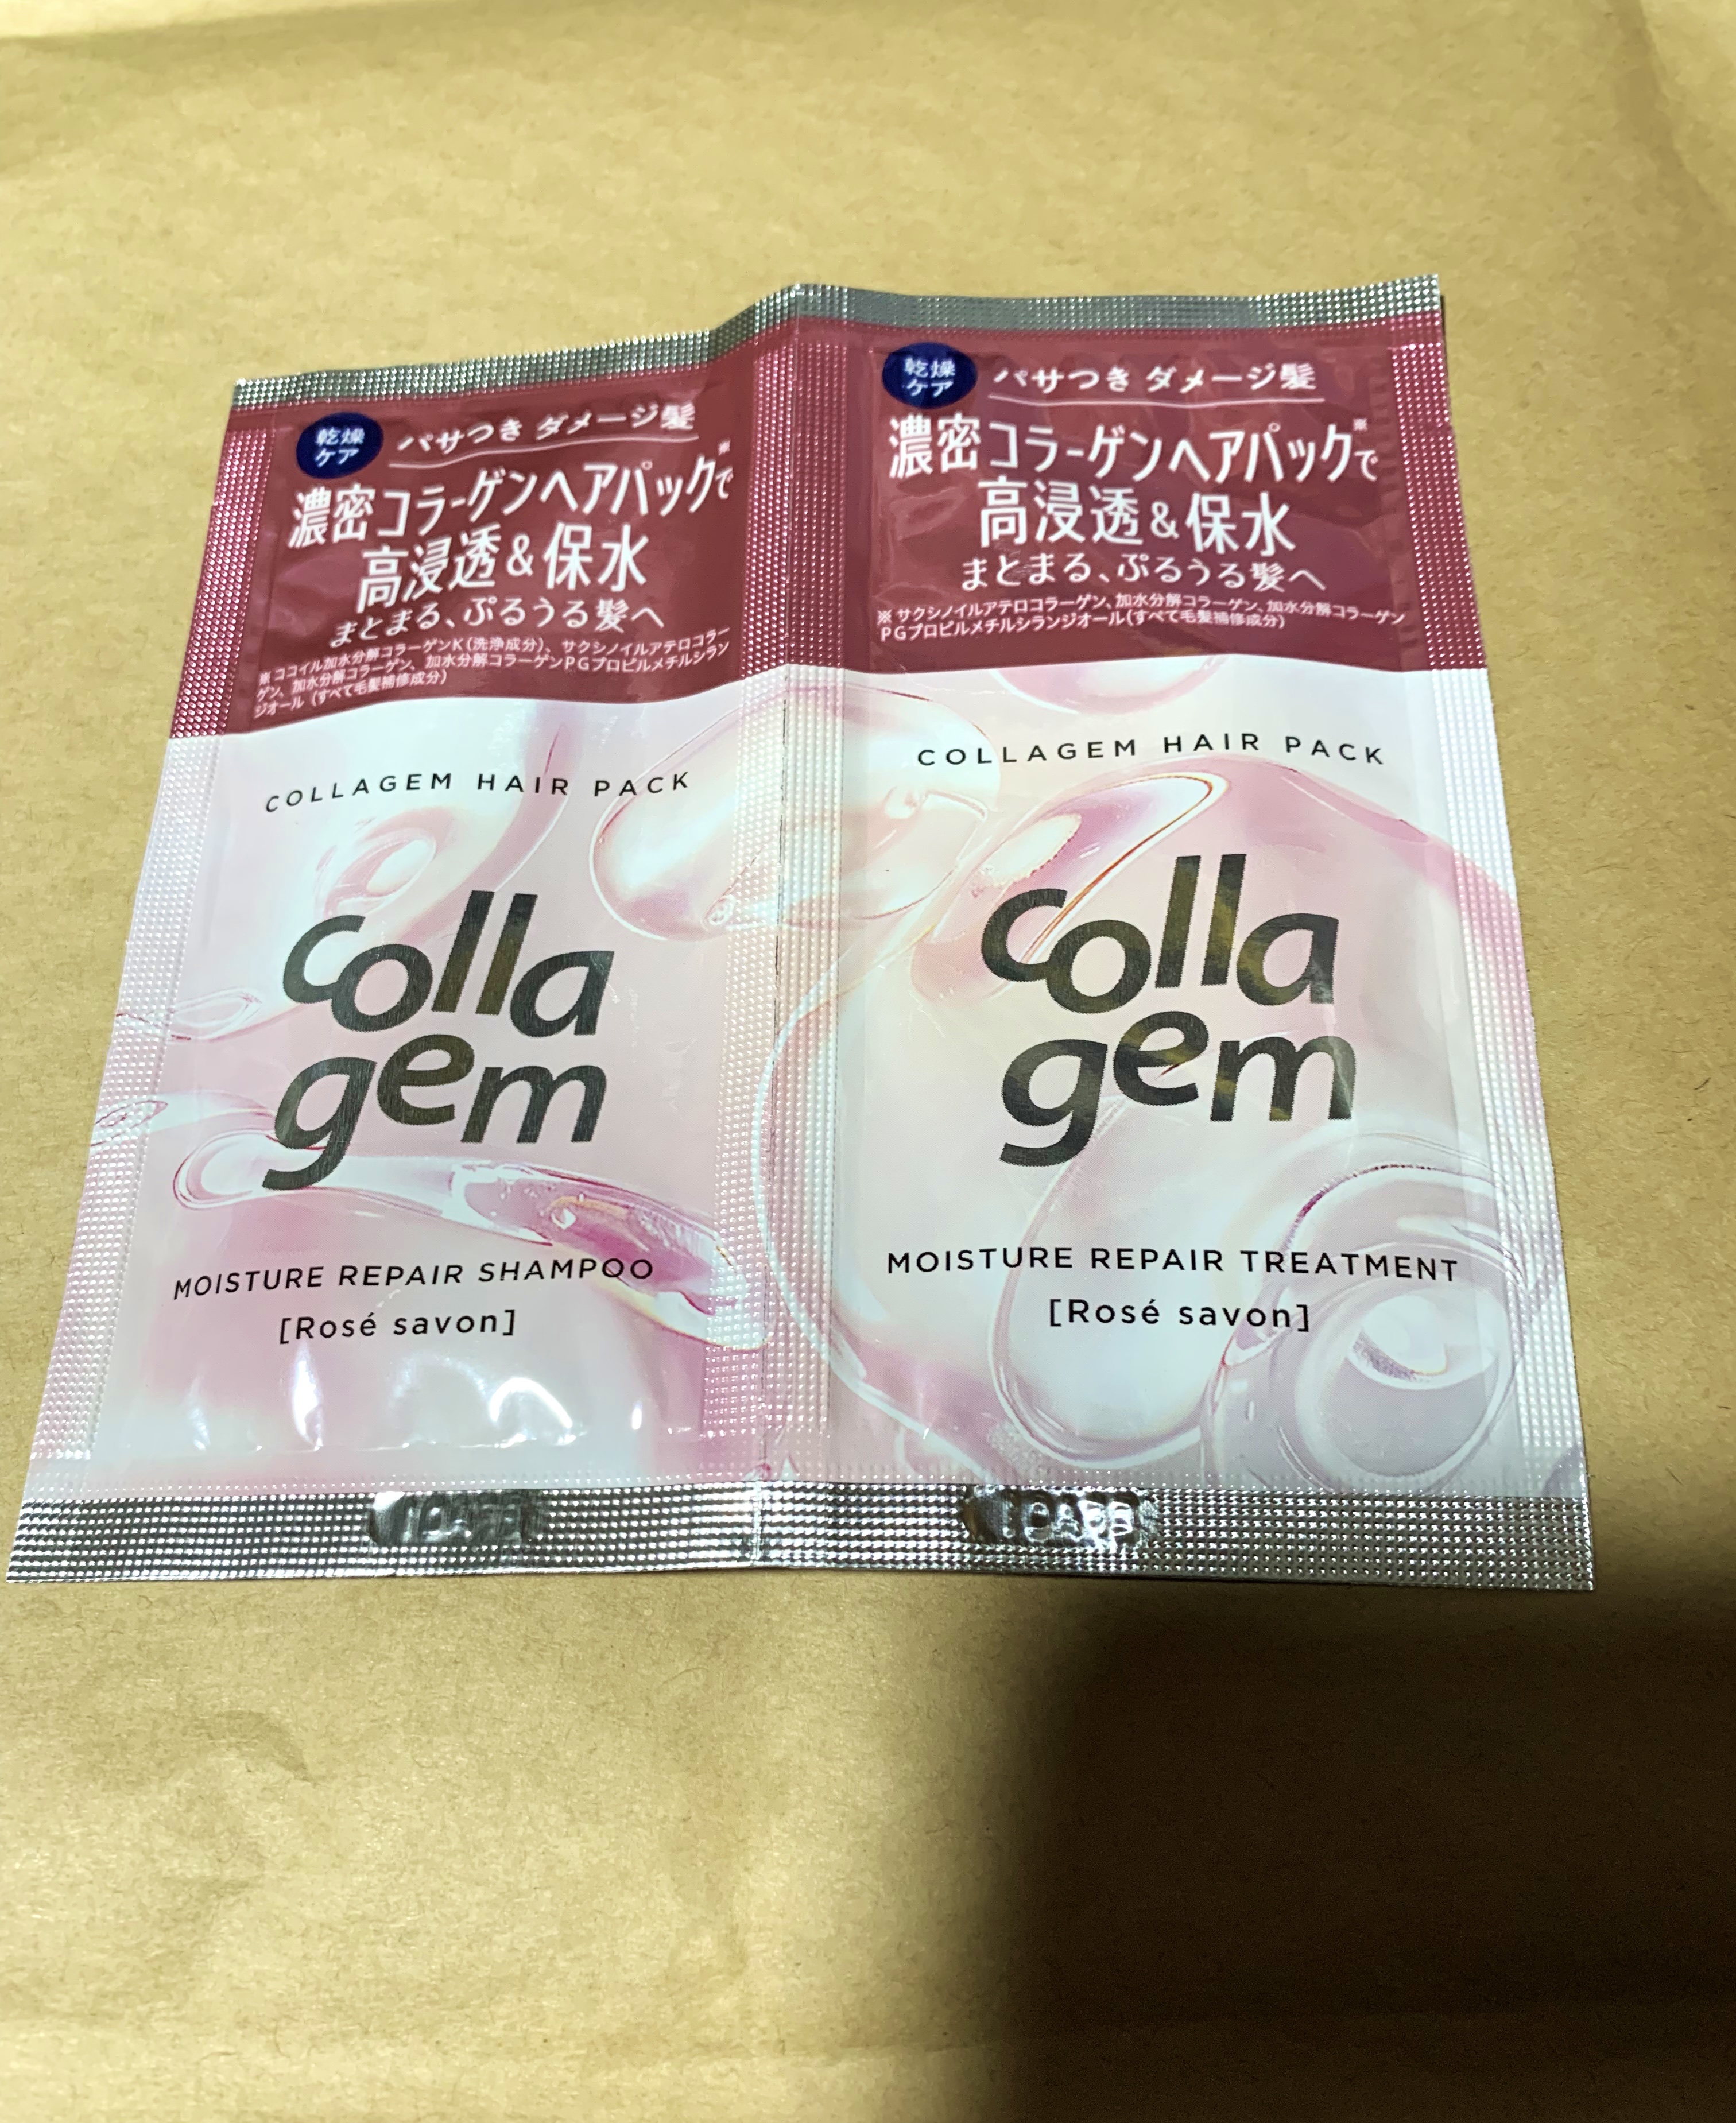 乾燥
ケア
パサつき ダメージ髪
濃密コラーゲンヘアパック※で
高浸透&保水
まとまる、ぷるうる髪へ
※ ココイル加水分解コラーゲンK(洗浄成分)、サクシノイルアテロコラー
ゲン、加水分解コラーゲン、加水分解コラーゲンPGプロピルメチルシラン
ジオール(すべて毛髪補修成分)
COLLAGEM HAIR PACK
colla
gem
MOISTURE REPAIR SHAMPOO
[Rosé savon]
乾燥
ケア
パサつき ダメージ髪
濃密コラーゲンヘアパック※で
高浸透&保水
まとまる、ぷるうる髪へ
※ サクシノイルアテロコラーゲン、加水分解コラーゲン、加水分解コラーゲン
PGプロピルメチルシランジオール(すべて毛髪補修成分)
COLLAGEM HAIR PACK
colla
gem
MOISTURE REPAIR TREATMENT
[Rosé savon]